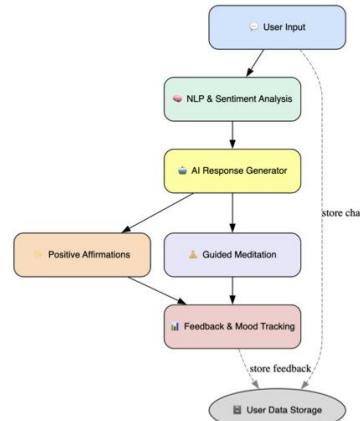 User Input
NLP & Sentiment Analysis
AI Response Generator
store cha
Positive Affirmations
Guided Meditation
Feedback & Mood Tracking
store feedback
User Data Storage